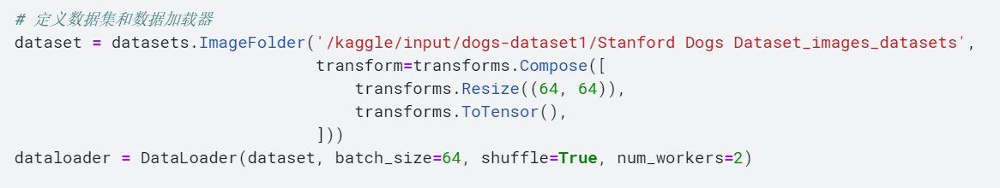 # 定义数据集和数据加载器
dataset = datasets.ImageFolder('/kaggle/input/dogs-dataset1/Stanford Dogs Dataset_images_datasets',
transform=transforms.Compose([
transforms.Resize((64, 64)),
transforms.ToTensor(),
]))
dataloader = DataLoader(dataset, batch_size=64, shuffle=True, num_workers=2)